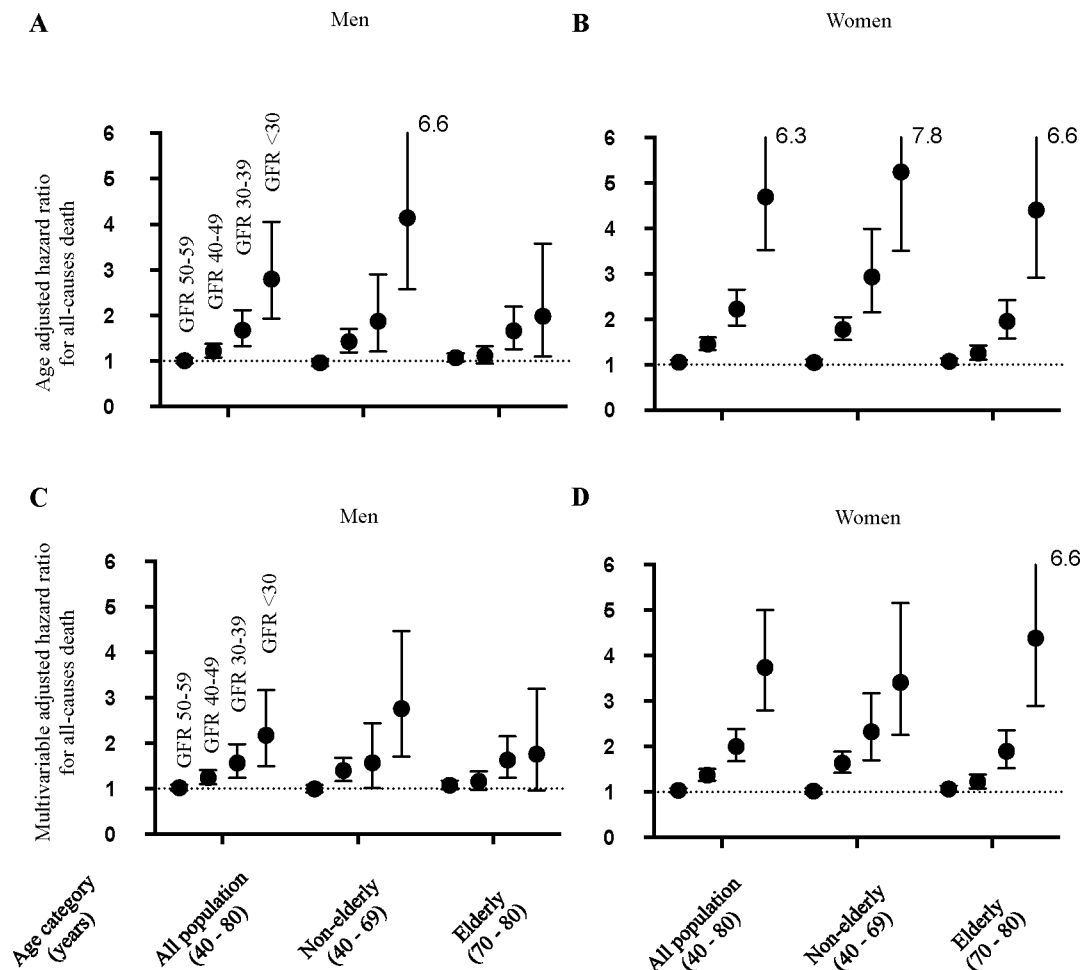 A
Men
B
Women
Age adjusted hazard ratio
for all-causes death
6
5
4
3
2
1
0
GFR 50-59
GFR 40-49
GFR 30-39
GFR <30
6.6
6
5
4
3
2
1
0
6.3
7.8
6.6
C
Men
D
Women
Multivariable adjusted hazard ratio
for all-causes death
6
5
4
3
2
1
0
GFR 50-59
GFR 40-49
GFR 30-39
GFR <30
6
5
4
3
2
1
0
6.6
Age category
(years)
All population
(40 - 80)
Non-elderly
(40 - 69)
Elderly
(70 - 80)
All population
(40 - 80)
Non-elderly
(40 - 69)
Elderly
(70 - 80)